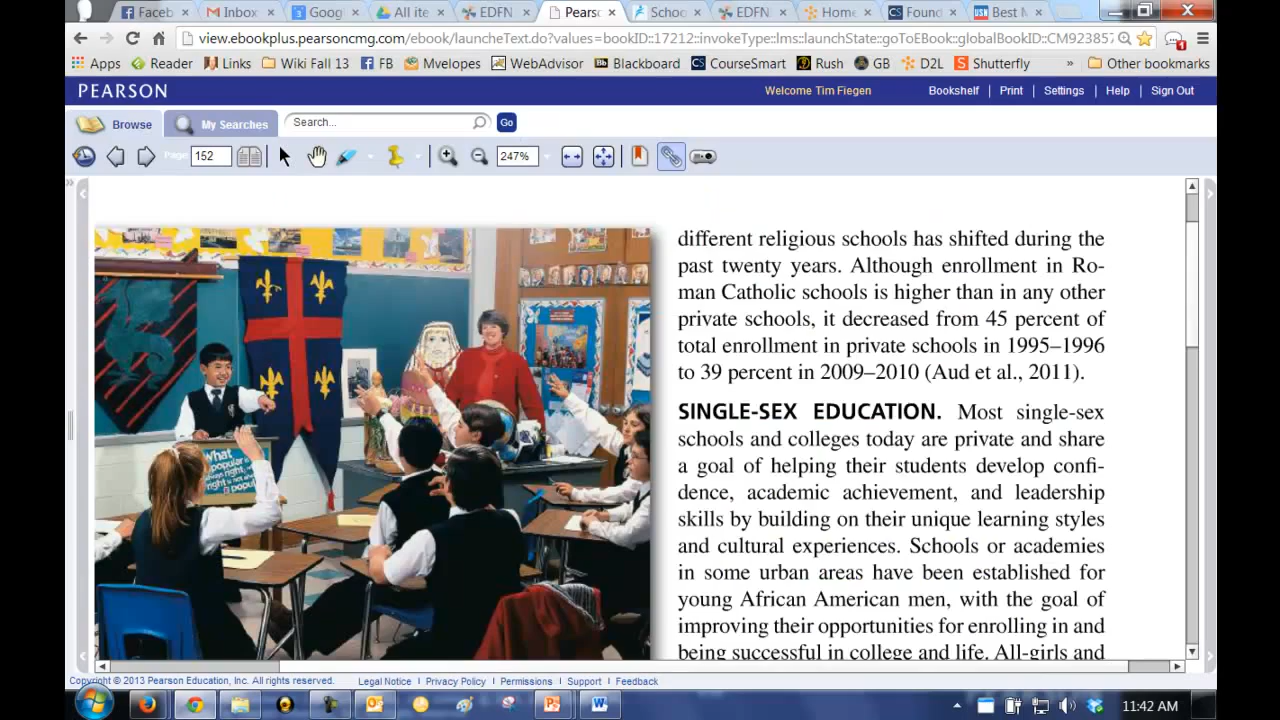 Faceb
Inbox
Goog
All ite
EDFN
Pears
Schoo
EDFN
Home
CS Found
Best M
view.ebookplus.pearsoncmg.com/ebook/launcheText.do?values=bookID::17212::invokeType::lms::launchState::goToEBook::globalBookID::CM923857
Apps Reader Links Wiki Fall 13 FB Mvelopes WebAdvisor Bb Blackboard CS CourseSmart Rush GB D2L S Shutterfly » Other bookmarks
PEARSON
Welcome Tim Fiegen Bookshelf | Print | Settings | Help | Sign Out
Browse My Searches Search... Go
Page 152 247%
different religious schools has shifted during the
past twenty years. Although enrollment in Ro-
man Catholic schools is higher than in any other
private schools, it decreased from 45 percent of
total enrollment in private schools in 1995–1996
to 39 percent in 2009–2010 (Aud et al., 2011).
SINGLE-SEX EDUCATION. Most single-sex
schools and colleges today are private and share
a goal of helping their students develop confi-
dence, academic achievement, and leadership
skills by building on their unique learning styles
and cultural experiences. Schools or academies
in some urban areas have been established for
young African American men, with the goal of
improving their opportunities for enrolling in and
being successful in college and life. All-girls and
What
popular
right,
Copyright © 2013 Pearson Education, Inc. All rights reserved. Legal Notice | Privacy Policy | Permissions | Support | Feedback
11:42 AM